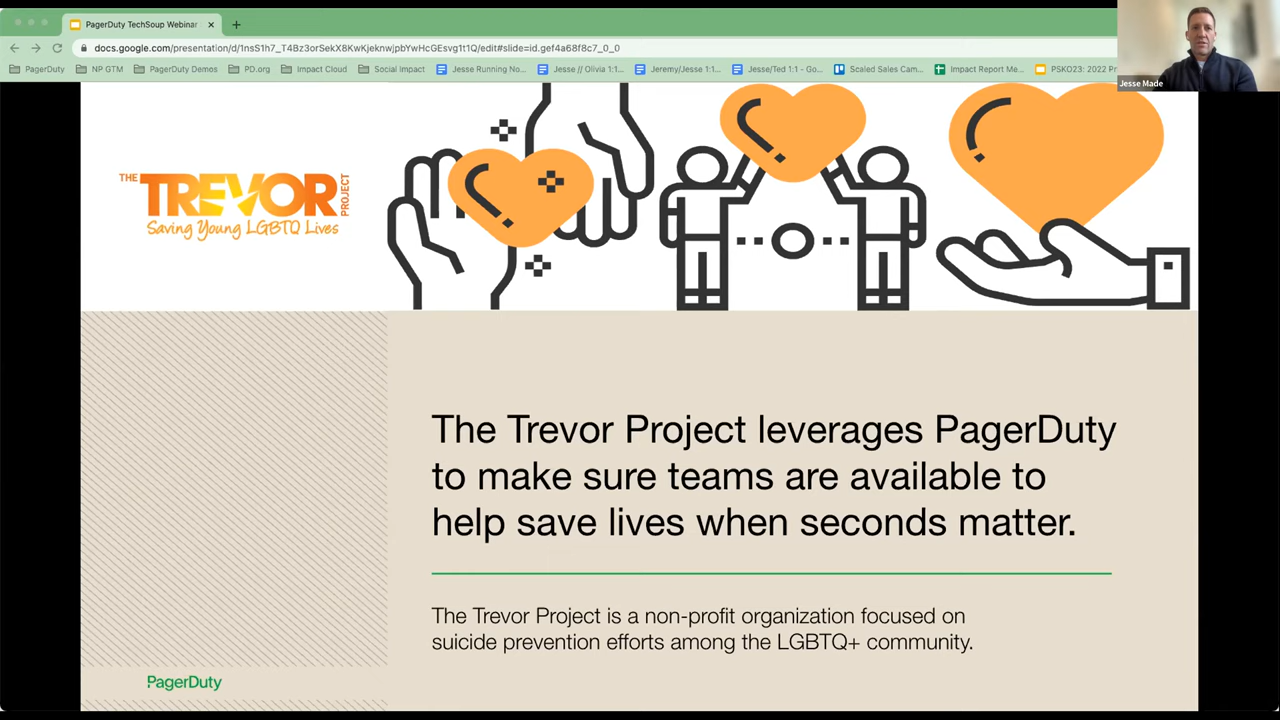 PagerDuty TechSoup Webinar
docs.google.com/presentation/d/1nsS1h7_T4Bz3orSekX8KwKjeknwjpbYwHcGEsvg1t1Q/edit#slide=id.gef4a68f8c7_0_0
PagerDuty NP GTM PagerDuty Demos PD.org Impact Cloud Social Impact Jesse Running No... Jesse // Olivia 1:1... Jeremy/Jesse 1:1... Jesse/Ted 1:1 - Go... Scaled Sales Cam... Impact Report Me... PSKO23: 2022 Pr
Jesse Made
THE TREVOR PROJECT
Saving Young LGBTQ Lives
The Trevor Project leverages PagerDuty
to make sure teams are available to
help save lives when seconds matter.
The Trevor Project is a non-profit organization focused on
suicide prevention efforts among the LGBTQ+ community.
PagerDuty